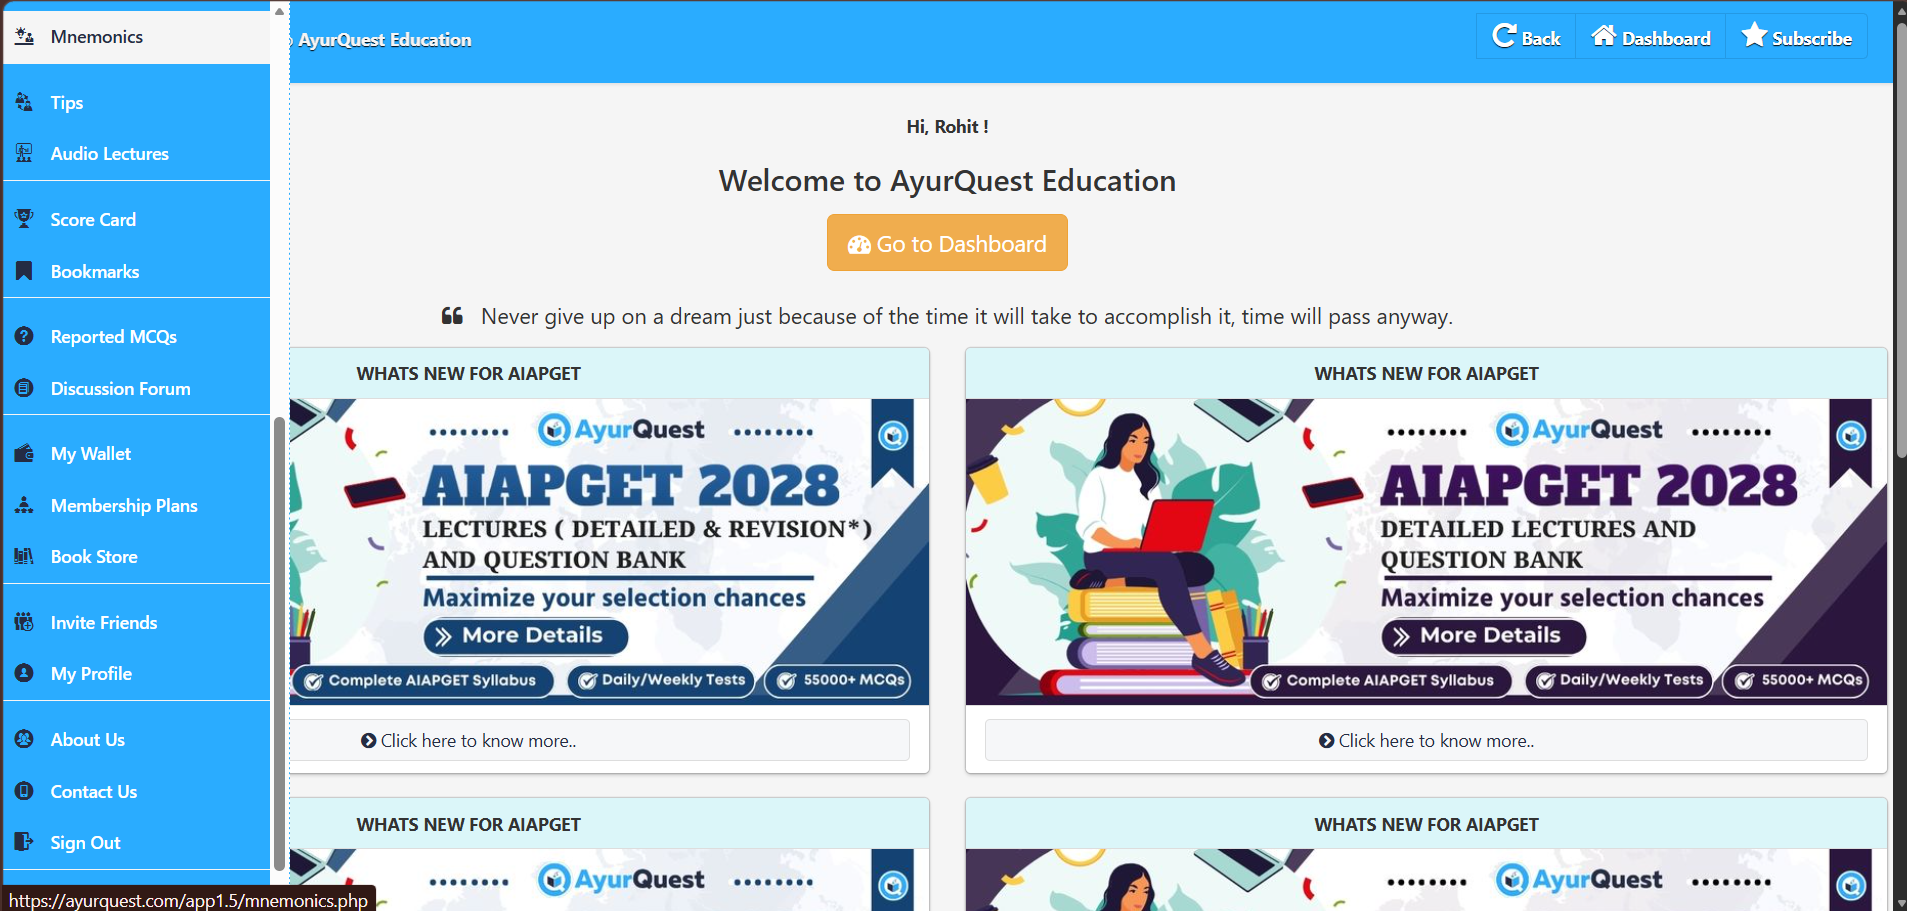 Mnemonics
Tips
Audio Lectures
Score Card
Bookmarks
Reported MCQs
Discussion Forum
My Wallet
Membership Plans
Book Store
Invite Friends
My Profile
About Us
Contact Us
Sign Out
https://ayurquest.com/app1.5/mnemonics.php
AyurQuest Education
Back
Dashboard
Subscribe
Hi, Rohit !
Welcome to AyurQuest Education
Go to Dashboard
Never give up on a dream just because of the time it will take to accomplish it, time will pass anyway.
WHATS NEW FOR AIAPGET
AyurQuest
AIAPGET 2028
LECTURES ( DETAILED & REVISION*)
AND QUESTION BANK
Maximize your selection chances
More Details
Complete AIAPGET Syllabus
Daily/Weekly Tests
55000+ MCQs
Click here to know more..
WHATS NEW FOR AIAPGET
AyurQuest
AIAPGET 2028
DETAILED LECTURES AND
QUESTION BANK
Maximize your selection chances
More Details
Complete AIAPGET Syllabus
Daily/Weekly Tests
55000+ MCQs
Click here to know more..
WHATS NEW FOR AIAPGET
AyurQuest
WHATS NEW FOR AIAPGET
AyurQuest